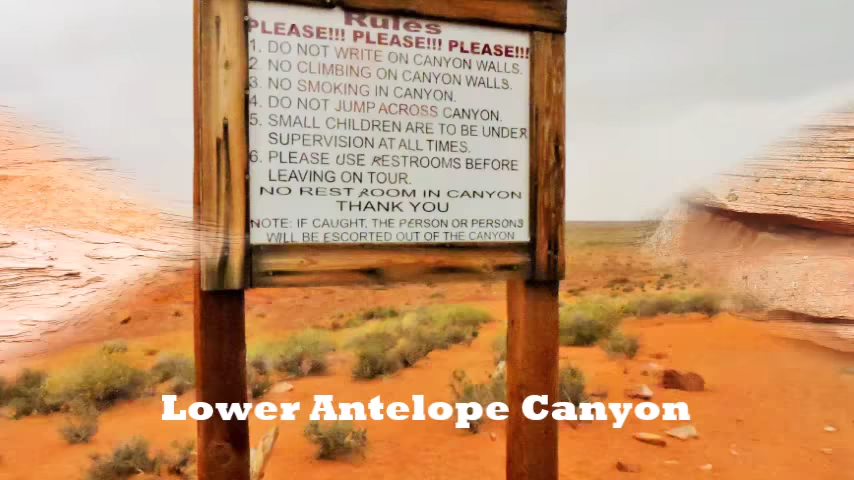 Rules
PLEASE!!! PLEASE!!! PLEASE!!!
1. DO NOT WRITE ON CANYON WALLS.
2. NO CLIMBING ON CANYON WALLS.
3. NO SMOKING IN CANYON.
4. DO NOT JUMP ACROSS CANYON.
5. SMALL CHILDREN ARE TO BE UNDER
SUPERVISION AT ALL TIMES.
6. PLEASE USE RESTROOMS BEFORE
LEAVING ON TOUR.
NO REST ROOM IN CANYON
THANK YOU
NOTE: IF CAUGHT, THE PERSON OR PERSONS
WILL BE ESCORTED OUT OF THE CANYON
Lower Antelope Canyon